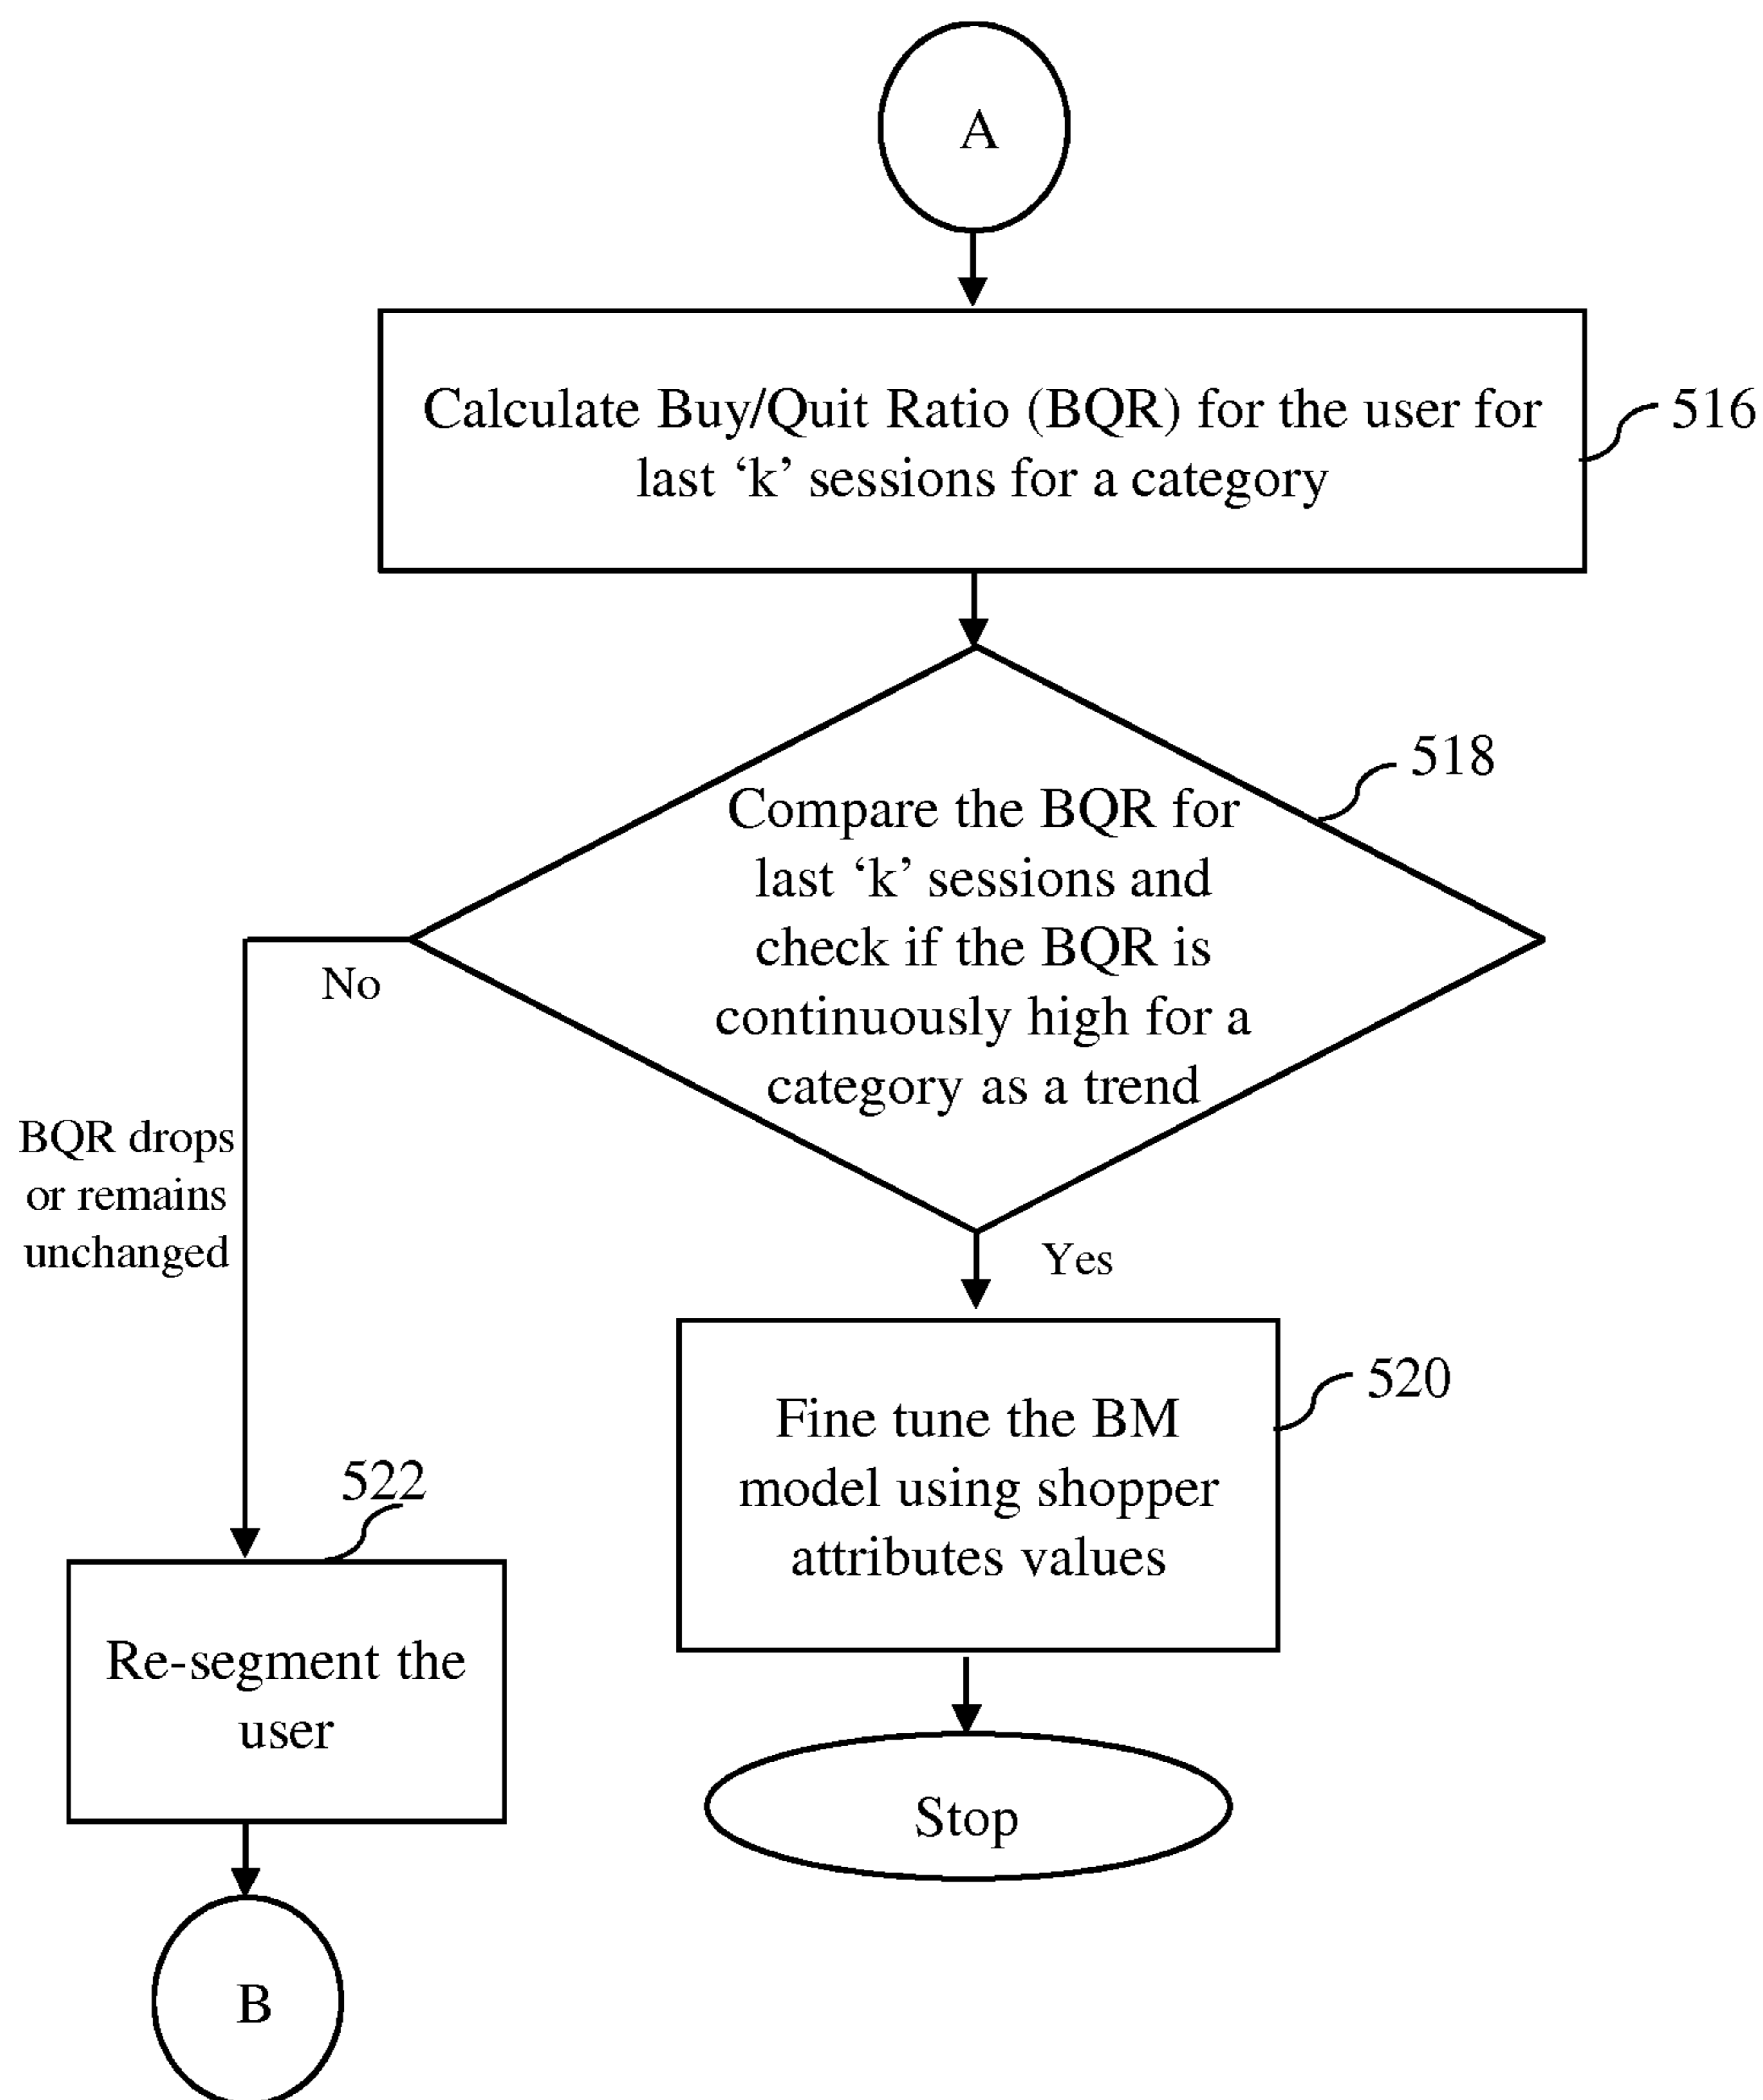 A
Calculate Buy/Quit Ratio (BQR) for the user for
last ‘k’ sessions for a category
516
518
Compare the BQR for
last ‘k’ sessions and
check if the BQR is
continuously high for a
category as a trend
No
Yes
BQR drops
or remains
unchanged
520
Fine tune the BM
model using shopper
attributes values
522
Re-segment the
user
Stop
B